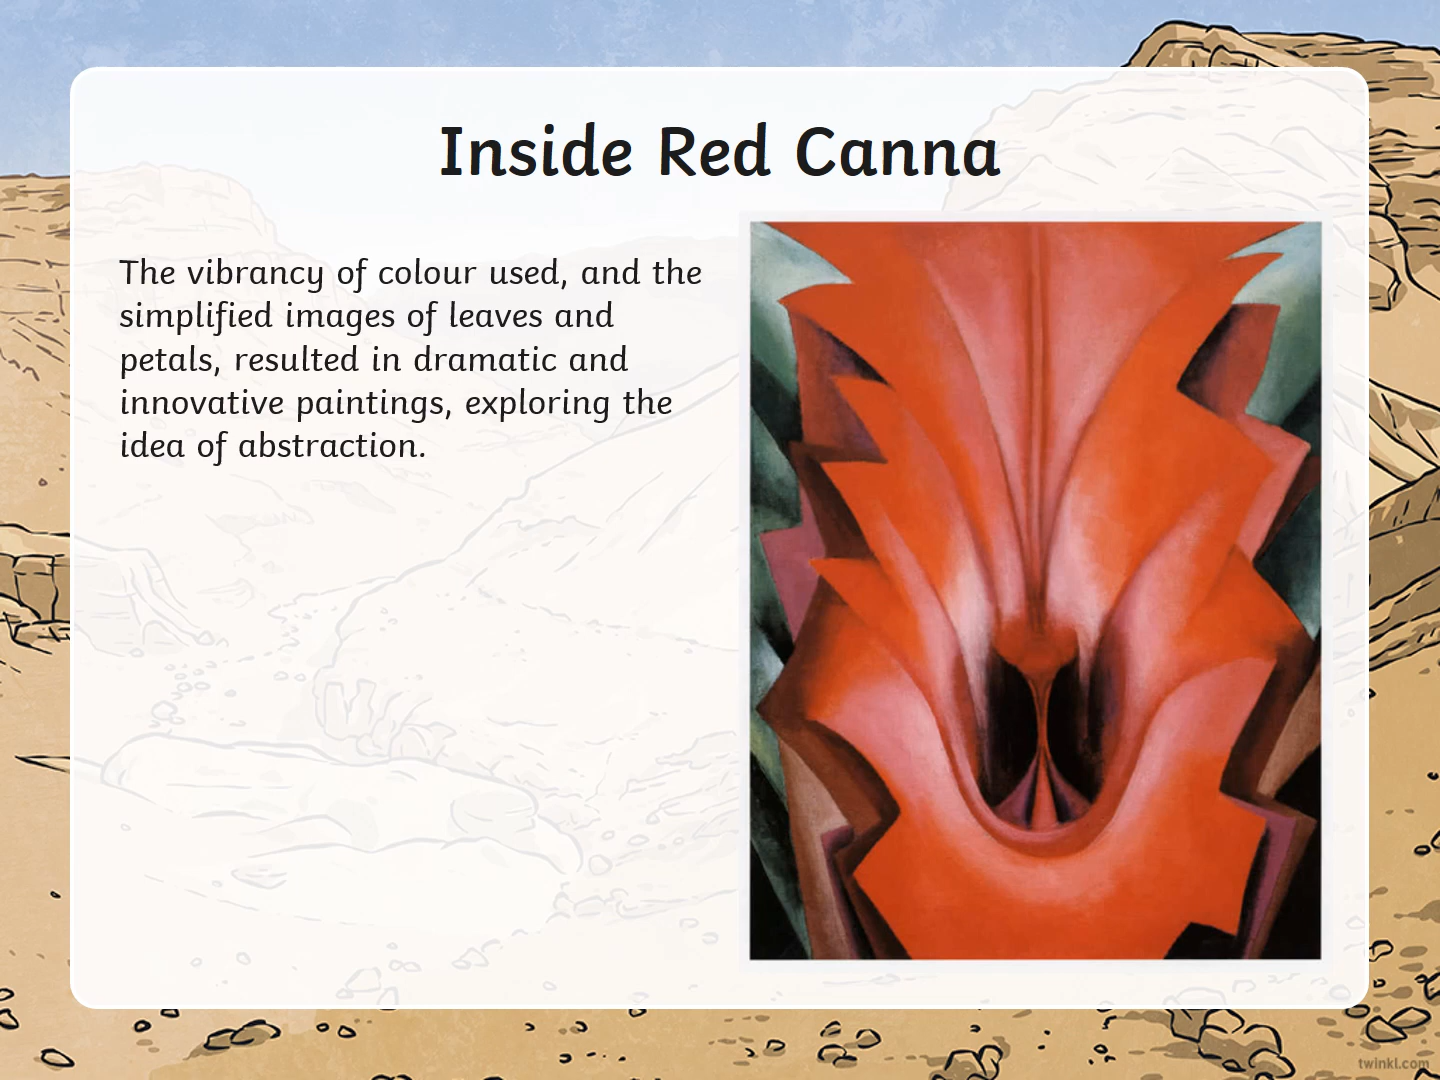 Inside Red Canna
The vibrancy of colour used, and the
simplified images of leaves and
petals, resulted in dramatic and
innovative paintings, exploring the
idea of abstraction.
twinkl.com